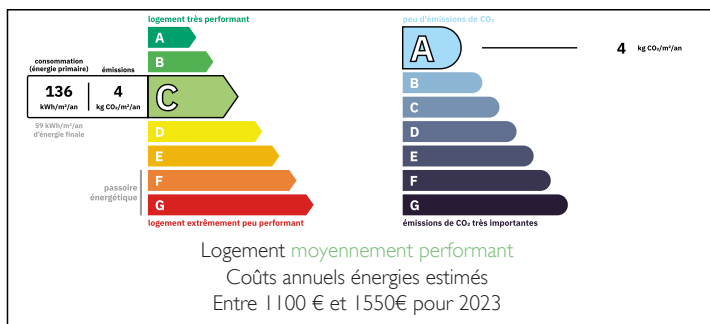 logement très performant
A
B
consommation
(énergie primaire)
émissions
136
kWh/m²/an
4
kg CO₂/m²/an
C
59 kWh/m²/an
d'énergie finale
D
E
F
G
passoire
énergétique
logement extrêmement peu performant
peu d'émissions de CO₂
A
4 kg CO₂/m²/an
B
C
D
E
F
G
émissions de CO₂ très importantes
Logement moyennement performant
Coûts annuels énergies estimés
Entre 1100 € et 1550€ pour 2023